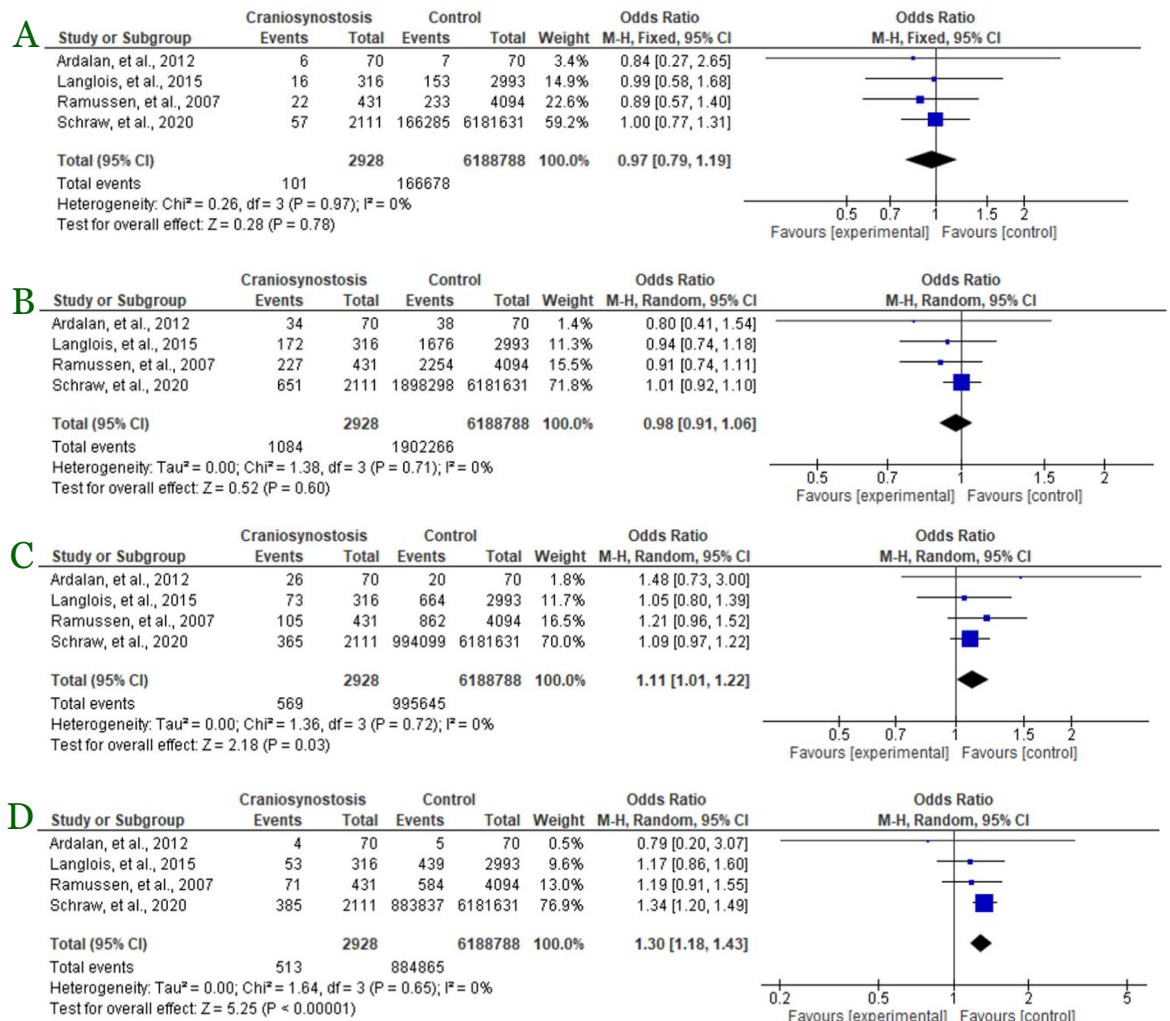 A
Craniosynostosis Control Odds Ratio Odds Ratio
Study or Subgroup Events Total Events Total Weight M-H, Fixed, 95% CI M-H, Fixed, 95% CI
Ardalan, et al., 2012 6 70 7 70 3.4% 0.84 [0.27, 2.65]
Langlois, et al., 2015 16 316 153 2993 14.9% 0.99 [0.58, 1.68]
Ramussen, et al., 2007 22 431 233 4094 22.6% 0.89 [0.57, 1.40]
Schraw, et al., 2020 57 2111 166285 6181631 59.2% 1.00 [0.77, 1.31]
Total (95% CI) 2928 6188788 100.0% 0.97 [0.79, 1.19]
Total events 101 166678
Heterogeneity: Chi² = 0.26, df = 3 (P = 0.97); I² = 0%
Test for overall effect: Z = 0.28 (P = 0.78)
0.5 0.7 1 1.5 2
Favours [experimental] Favours [control]
B
Craniosynostosis Control Odds Ratio Odds Ratio
Study or Subgroup Events Total Events Total Weight M-H, Random, 95% CI M-H, Random, 95% CI
Ardalan, et al., 2012 34 70 38 70 1.4% 0.80 [0.41, 1.54]
Langlois, et al., 2015 172 316 1676 2993 11.3% 0.94 [0.74, 1.18]
Ramussen, et al., 2007 227 431 2254 4094 15.5% 0.91 [0.74, 1.11]
Schraw, et al., 2020 651 2111 1898298 6181631 71.8% 1.01 [0.92, 1.10]
Total (95% CI) 2928 6188788 100.0% 0.98 [0.91, 1.06]
Total events 1084 1902266
Heterogeneity: Tau² = 0.00; Chi² = 1.38, df = 3 (P = 0.71); I² = 0%
Test for overall effect: Z = 0.52 (P = 0.60)
0.5 0.7 1 1.5 2
Favours [experimental] Favours [control]
C
Craniosynostosis Control Odds Ratio Odds Ratio
Study or Subgroup Events Total Events Total Weight M-H, Random, 95% CI M-H, Random, 95% CI
Ardalan, et al., 2012 26 70 20 70 1.8% 1.48 [0.73, 3.00]
Langlois, et al., 2015 73 316 664 2993 11.7% 1.05 [0.80, 1.39]
Ramussen, et al., 2007 105 431 862 4094 16.5% 1.21 [0.96, 1.52]
Schraw, et al., 2020 365 2111 994099 6181631 70.0% 1.09 [0.97, 1.22]
Total (95% CI) 2928 6188788 100.0% 1.11 [1.01, 1.22]
Total events 569 995645
Heterogeneity: Tau² = 0.00; Chi² = 1.36, df = 3 (P = 0.72); I² = 0%
Test for overall effect: Z = 2.18 (P = 0.03)
0.5 0.7 1 1.5 2
Favours [experimental] Favours [control]
D
Craniosynostosis Control Odds Ratio Odds Ratio
Study or Subgroup Events Total Events Total Weight M-H, Random, 95% CI M-H, Random, 95% CI
Ardalan, et al., 2012 4 70 5 70 0.5% 0.79 [0.20, 3.07]
Langlois, et al., 2015 53 316 439 2993 9.6% 1.17 [0.86, 1.60]
Ramussen, et al., 2007 71 431 584 4094 13.0% 1.19 [0.91, 1.55]
Schraw, et al., 2020 385 2111 883837 6181631 76.9% 1.34 [1.20, 1.49]
Total (95% CI) 2928 6188788 100.0% 1.30 [1.18, 1.43]
Total events 513 884865
Heterogeneity: Tau² = 0.00; Chi² = 1.64, df = 3 (P = 0.65); I² = 0%
Test for overall effect: Z = 5.25 (P < 0.00001)
0.2 0.5 1 2 5
Favours [experimental] Favours [control]